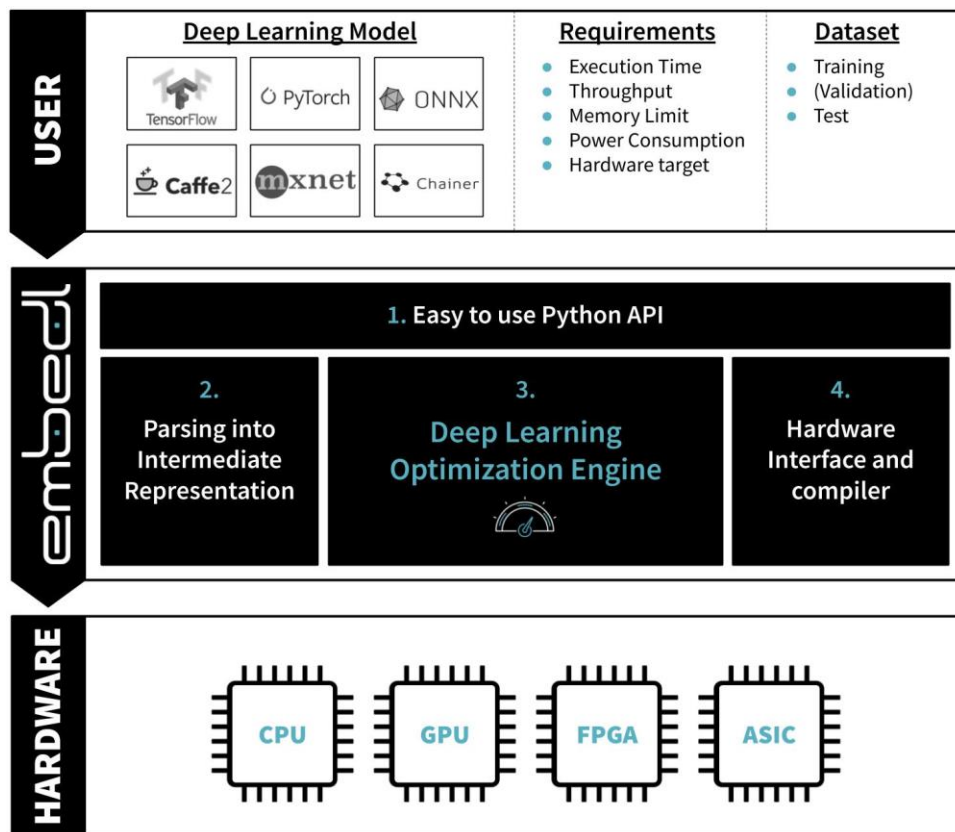 USER
Deep Learning Model
TensorFlow
PyTorch
ONNX
Caffe2
mxnet
Chainer
Requirements
Execution Time
Throughput
Memory Limit
Power Consumption
Hardware target
Dataset
Training
(Validation)
Test
embedl
1. Easy to use Python API
2.
Parsing into
Intermediate
Representation
3.
Deep Learning
Optimization Engine
4.
Hardware
Interface and
compiler
HARDWARE
CPU
GPU
FPGA
ASIC